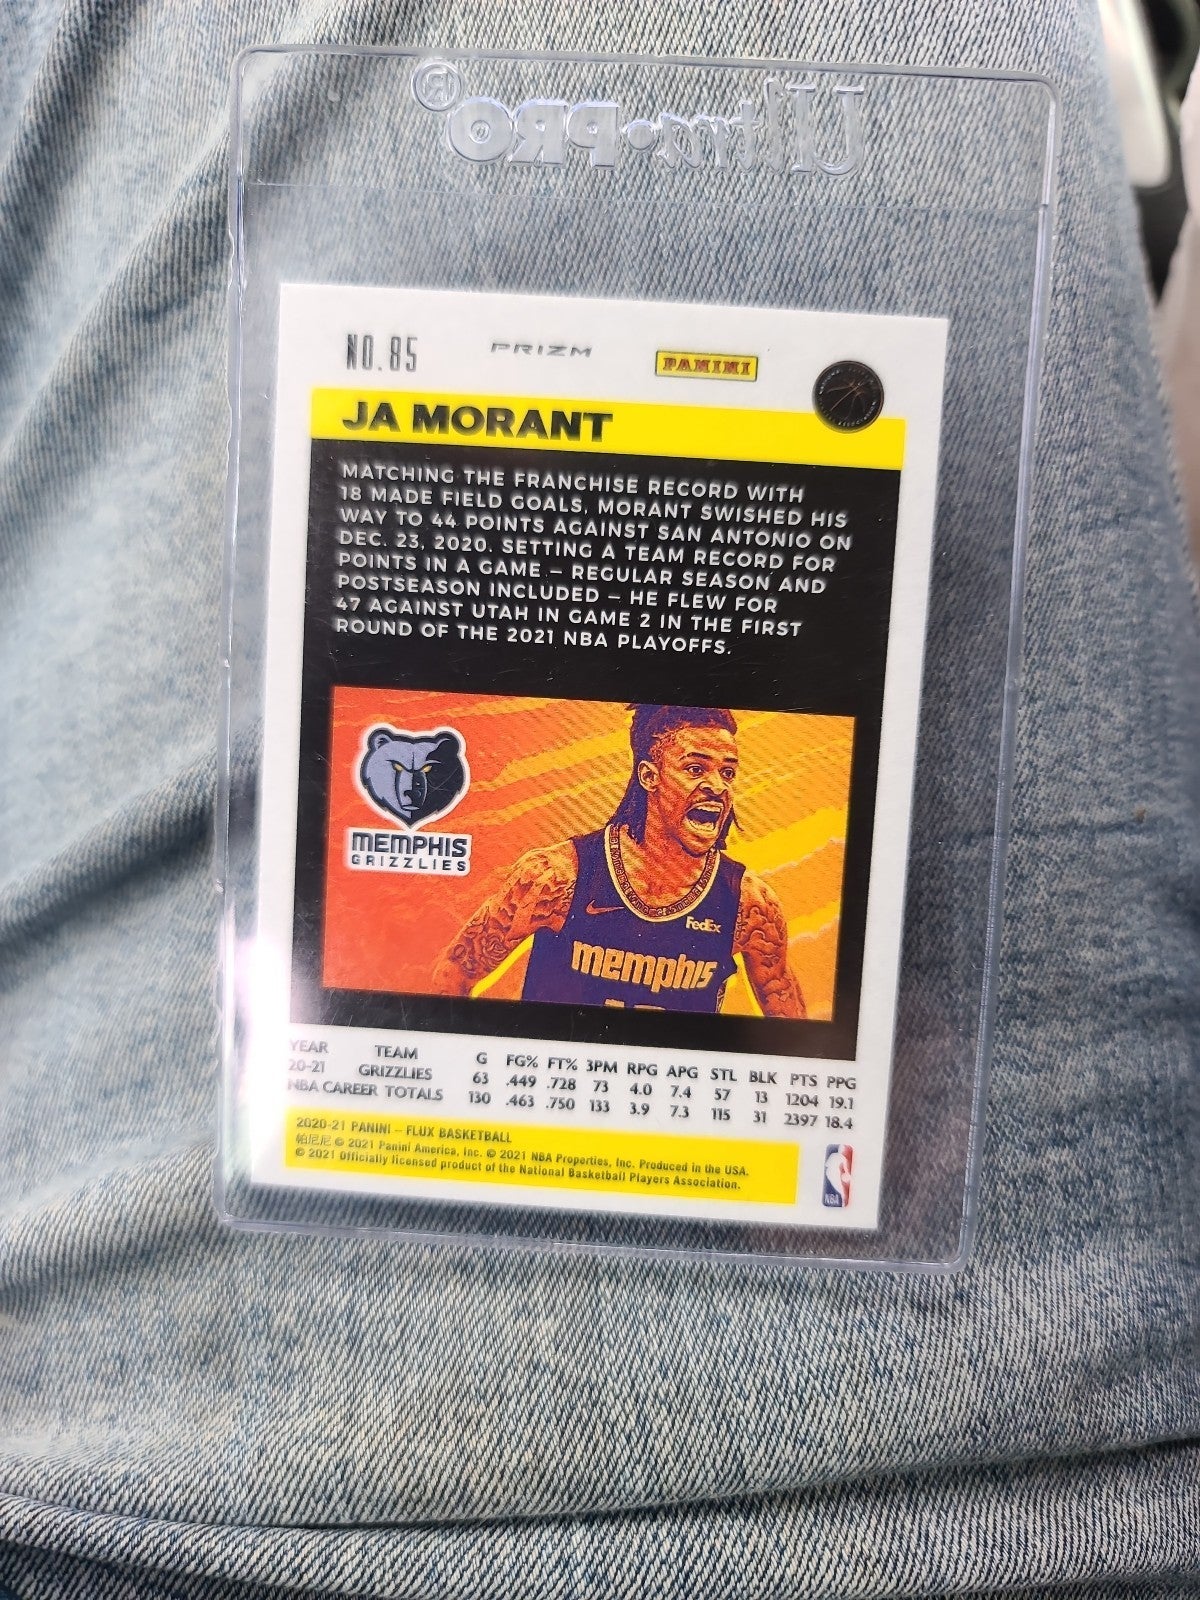 Ultra•PRO®
NO. 85 PRIZM PANINI
JA MORANT
MATCHING THE FRANCHISE RECORD WITH
18 MADE FIELD GOALS, MORANT SWISHED HIS
WAY TO 44 POINTS AGAINST SAN ANTONIO ON
DEC. 23, 2020. SETTING A TEAM RECORD FOR
POINTS IN A GAME – REGULAR SEASON AND
POSTSEASON INCLUDED – HE FLEW FOR
47 AGAINST UTAH IN GAME 2 IN THE FIRST
ROUND OF THE 2021 NBA PLAYOFFS.
MEMPHIS
GRIZZLIES
FedEx
memphis
YEAR TEAM G FG% FT% 3PM RPG APG STL BLK PTS PPG
20-21 GRIZZLIES 63 .449 .728 73 4.0 7.4 57 13 1204 19.1
NBA CAREER TOTALS 130 .463 .750 133 3.9 7.3 115 31 2397 18.4
2020-21 PANINI – FLUX BASKETBALL
帕尼尼 © 2021 Panini America, Inc. © 2021 NBA Properties, Inc. Produced in the USA.
© 2021 Officially licensed product of the National Basketball Players Association.
NBA